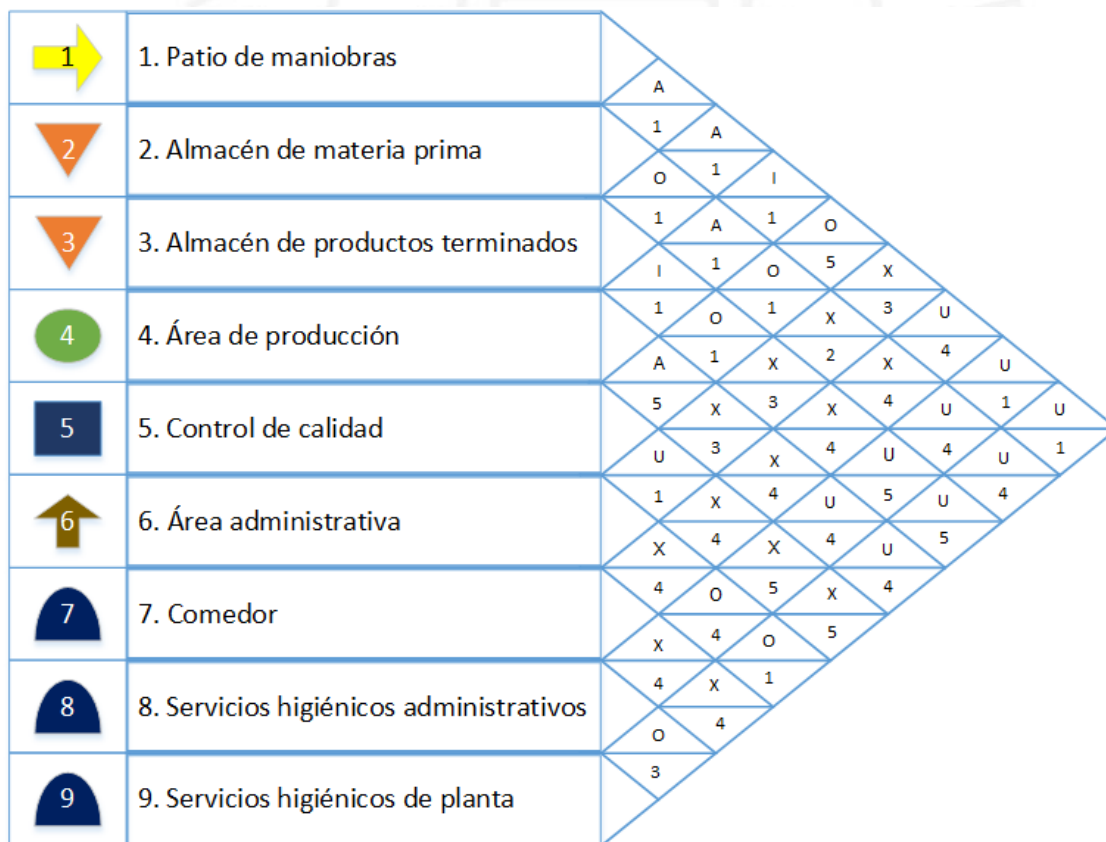 1 1. Patio de maniobras
A
1 A
2 2. Almacén de materia prima
O 1 I
1 A 1 O
3 3. Almacén de productos terminados
I 1 O 5 X
1 O 1 X 3 U
4 4. Área de producción
A 1 X 2 X 4 U
5 X 3 X 4 U 1 U
5 5. Control de calidad
U 3 X 4 U 4 U 1
1 X 4 U 5 U 4
6 6. Área administrativa
X 4 X 4 U 5
4 O 5 X 4
7 7. Comedor
X 4 O 5
4 X 1
8 8. Servicios higiénicos administrativos
O 4
3
9 9. Servicios higiénicos de planta